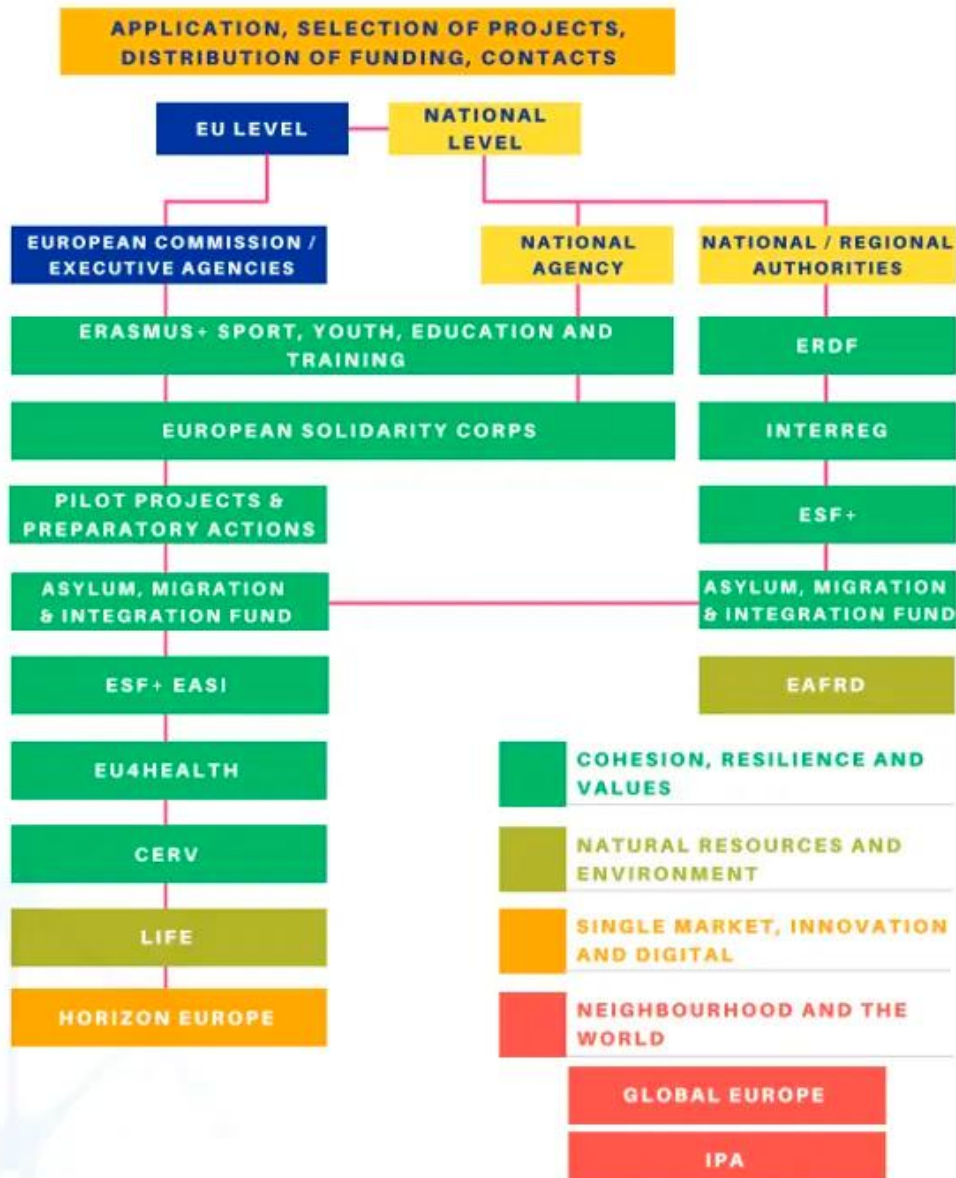 APPLICATION, SELECTION OF PROJECTS,
DISTRIBUTION OF FUNDING, CONTACTS
EU LEVEL
NATIONAL
LEVEL
EUROPEAN COMMISSION /
EXECUTIVE AGENCIES
NATIONAL
AGENCY
NATIONAL / REGIONAL
AUTHORITIES
ERASMUS+ SPORT, YOUTH, EDUCATION AND
TRAINING
ERDF
EUROPEAN SOLIDARITY CORPS
INTERREG
PILOT PROJECTS &
PREPARATORY ACTIONS
ESF+
ASYLUM, MIGRATION
& INTEGRATION FUND
ASYLUM, MIGRATION
& INTEGRATION FUND
ESF+ EASI
EAFRD
EU4HEALTH
CERV
LIFE
HORIZON EUROPE
COHESION, RESILIENCE AND
VALUES
NATURAL RESOURCES AND
ENVIRONMENT
SINGLE MARKET, INNOVATION
AND DIGITAL
NEIGHBOURHOOD AND THE
WORLD
GLOBAL EUROPE
IPA